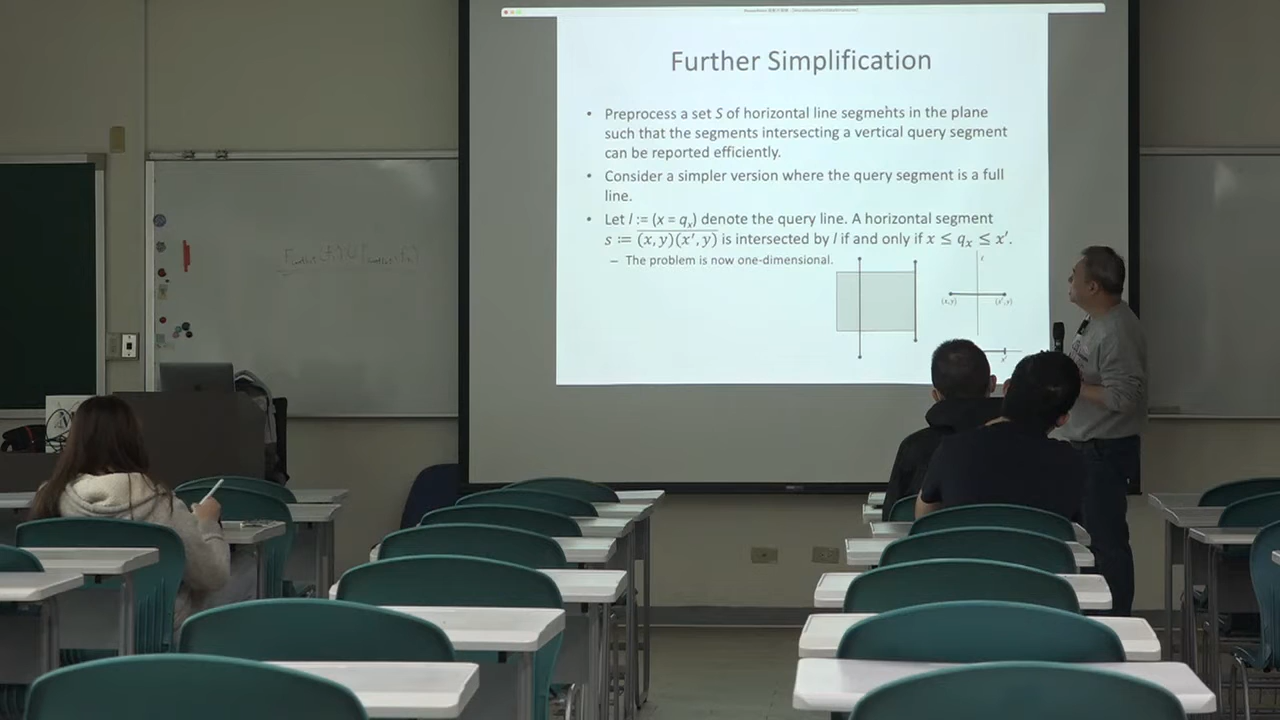 Further Simplification
• Preprocess a set S of horizontal line segments in the plane
such that the segments intersecting a vertical query segment
can be reported efficiently.
• Consider a simpler version where the query segment is a full
line.
• Let l := (x = qₓ) denote the query line. A horizontal segment
s := (x, y)(x′, y) is intersected by l if and only if x ≤ qₓ ≤ x′.
– The problem is now one-dimensional.
ℓ
(x,y) (x′,y)
x′